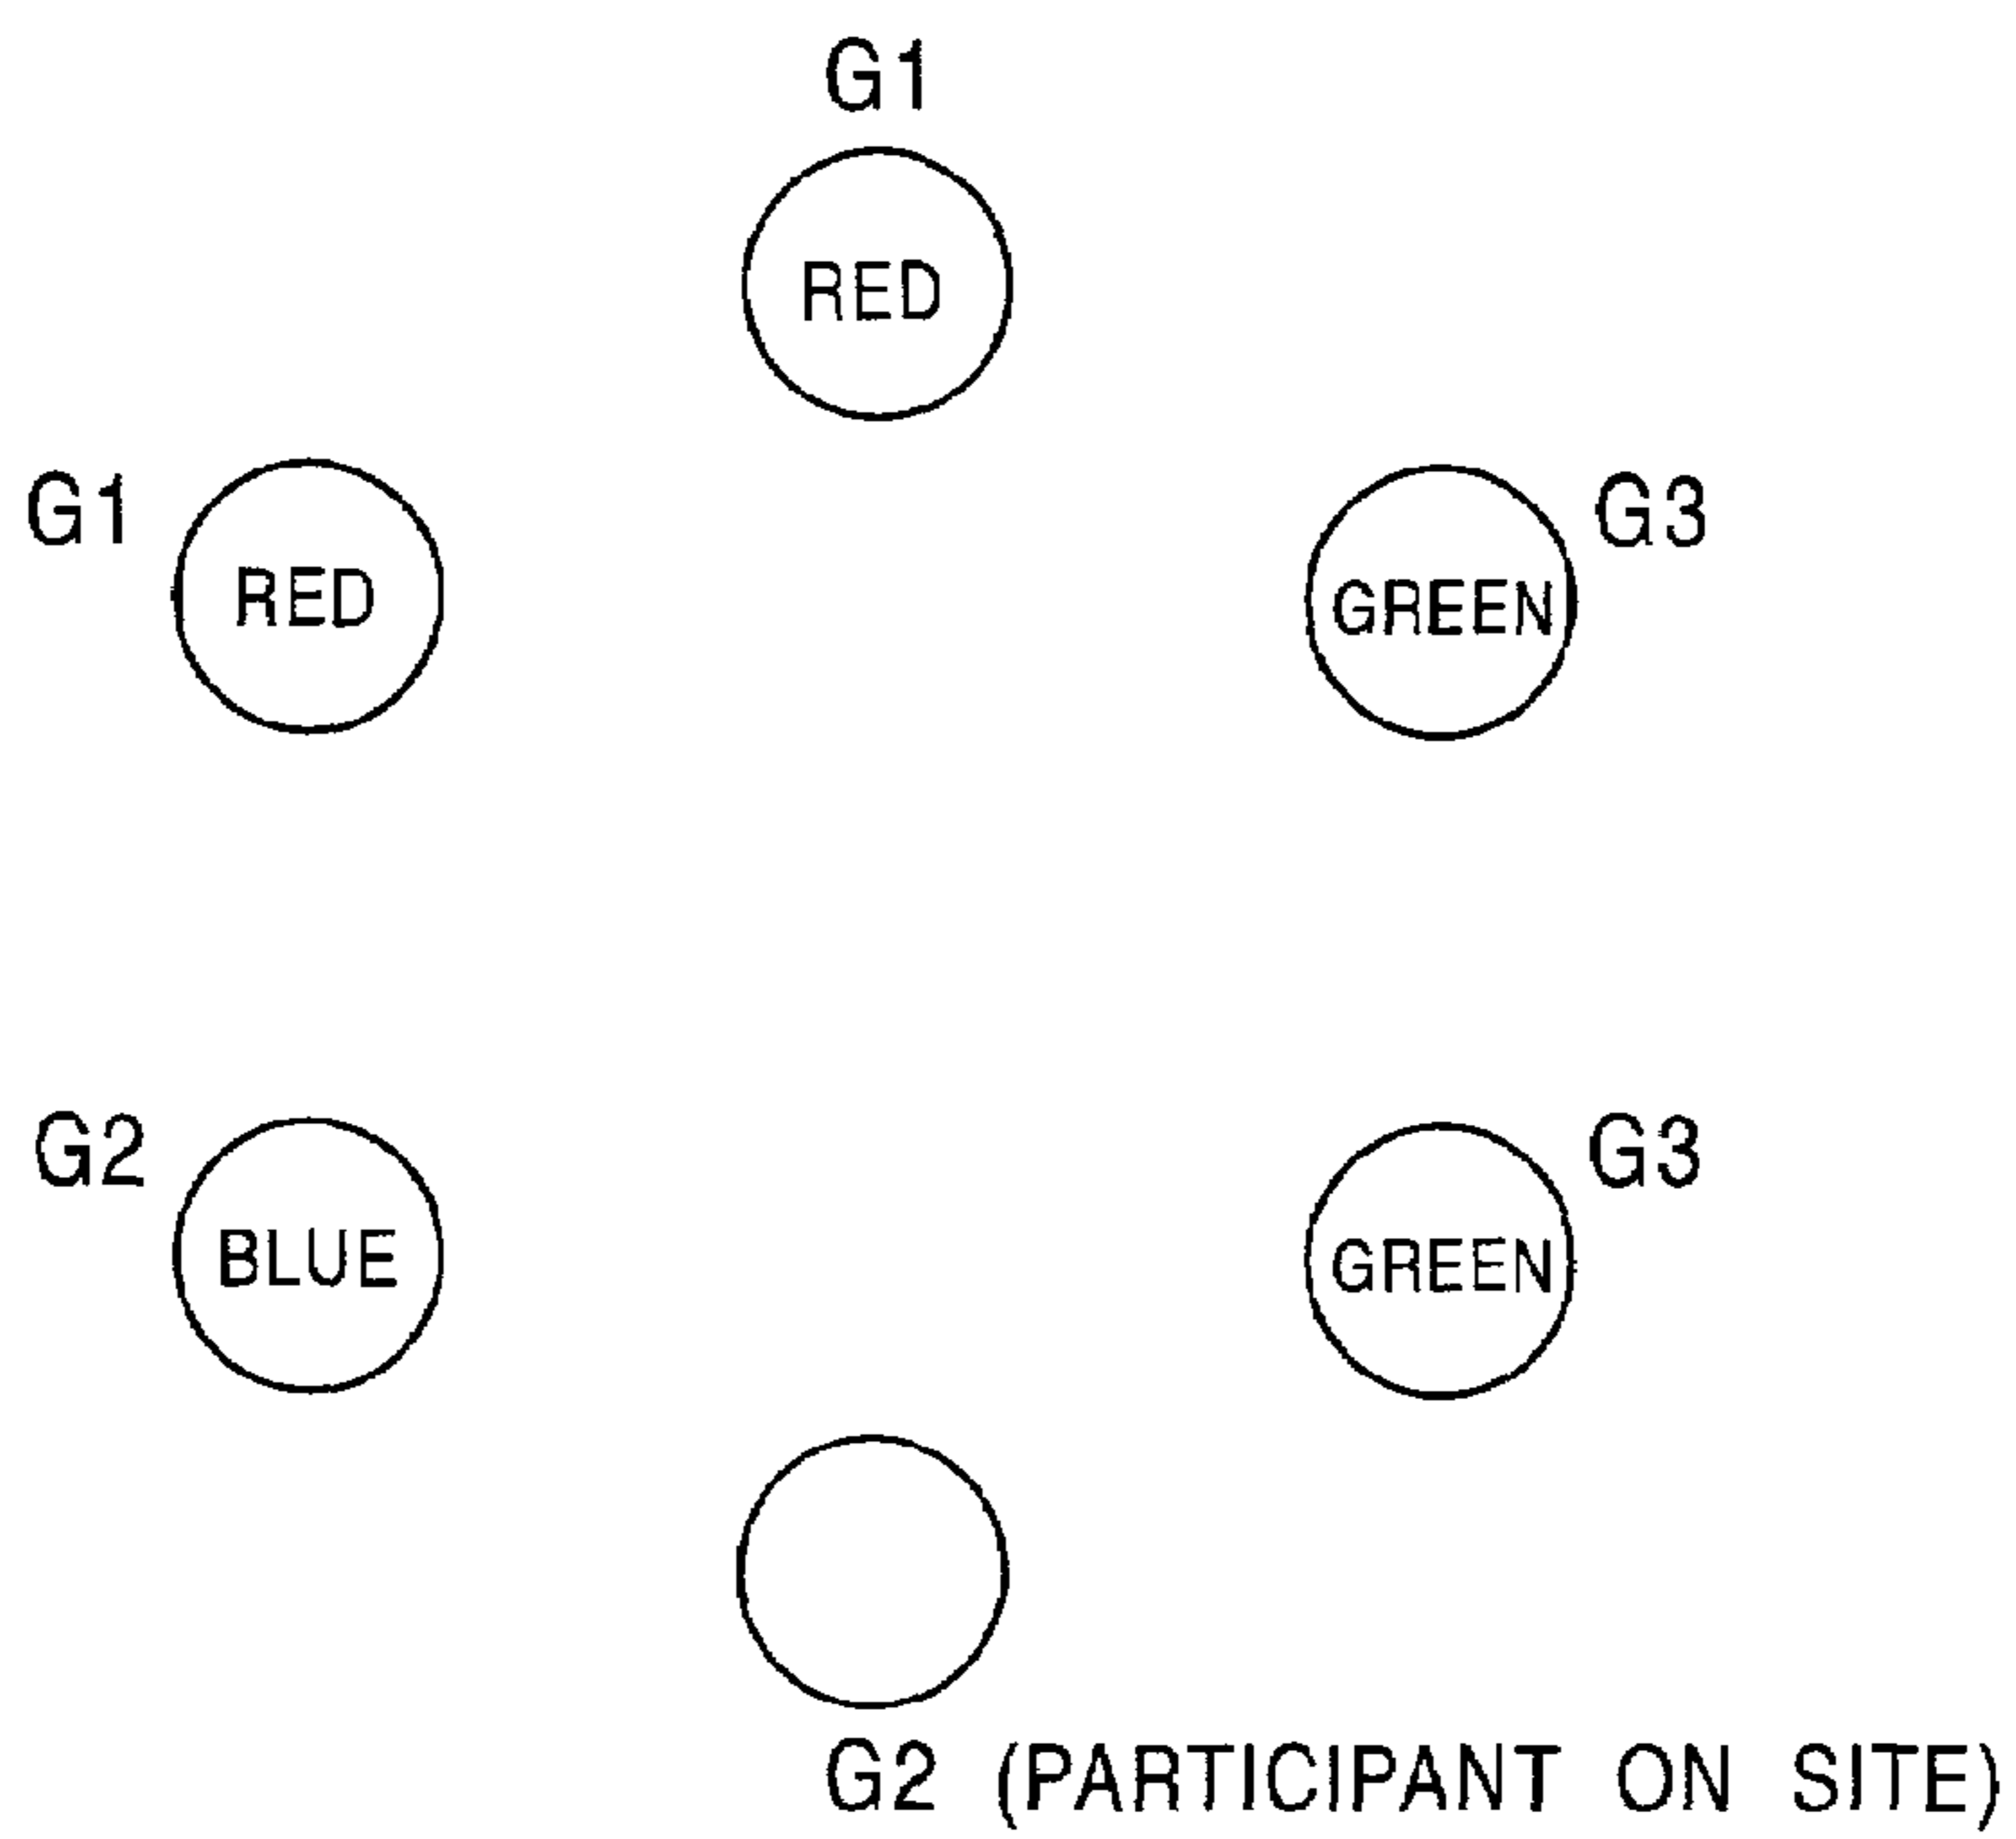 G1
RED
G1
RED
G3
GREEN
G2
BLUE
G3
GREEN
G2 (PARTICIPANT ON SITE)